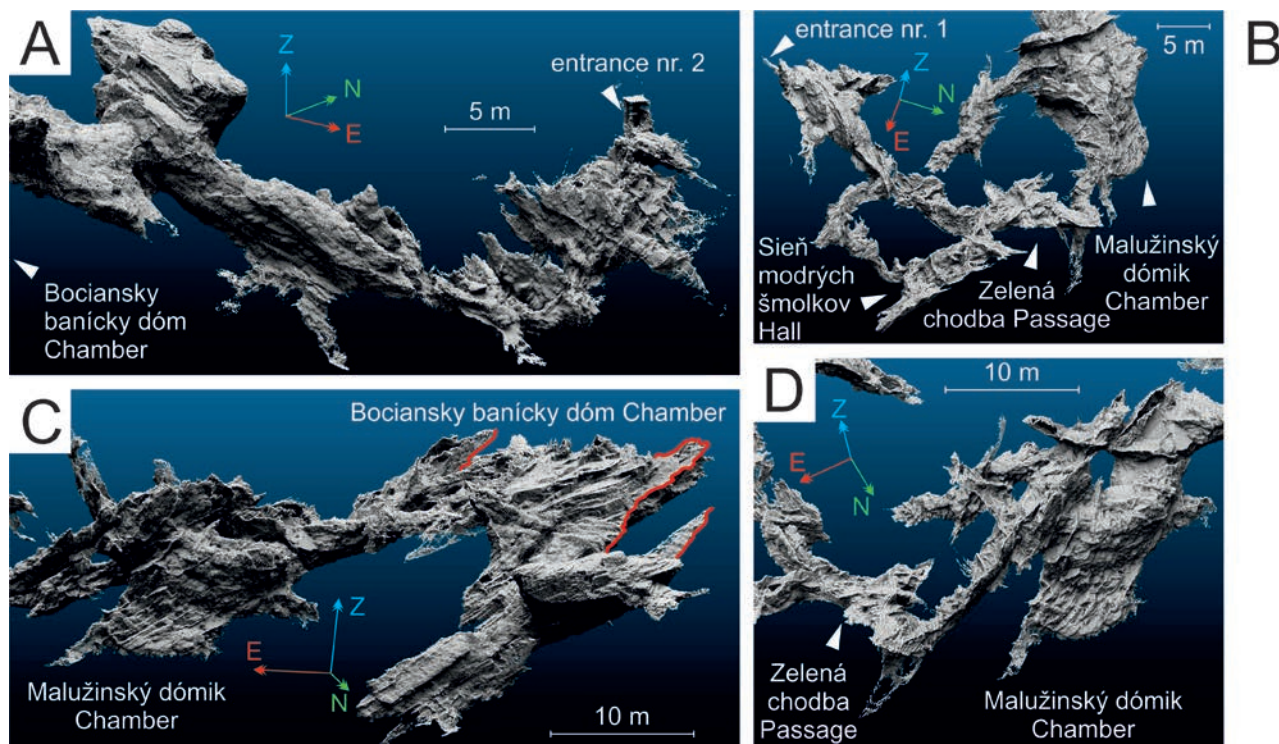 A
Z
N
E
5 m
entrance nr. 2
Bociansky
banícky dóm
Chamber
B
entrance nr. 1
5 m
Z
N
E
Sieň
modrých
šmolkov
Hall
Zelená
chodba Passage
Malužinský
dómik
Chamber
C
Bociansky banícky dóm Chamber
Z
E
N
Malužinský dómik
Chamber
10 m
D
10 m
Z
E
N
Zelená
chodba
Passage
Malužinský dómik
Chamber